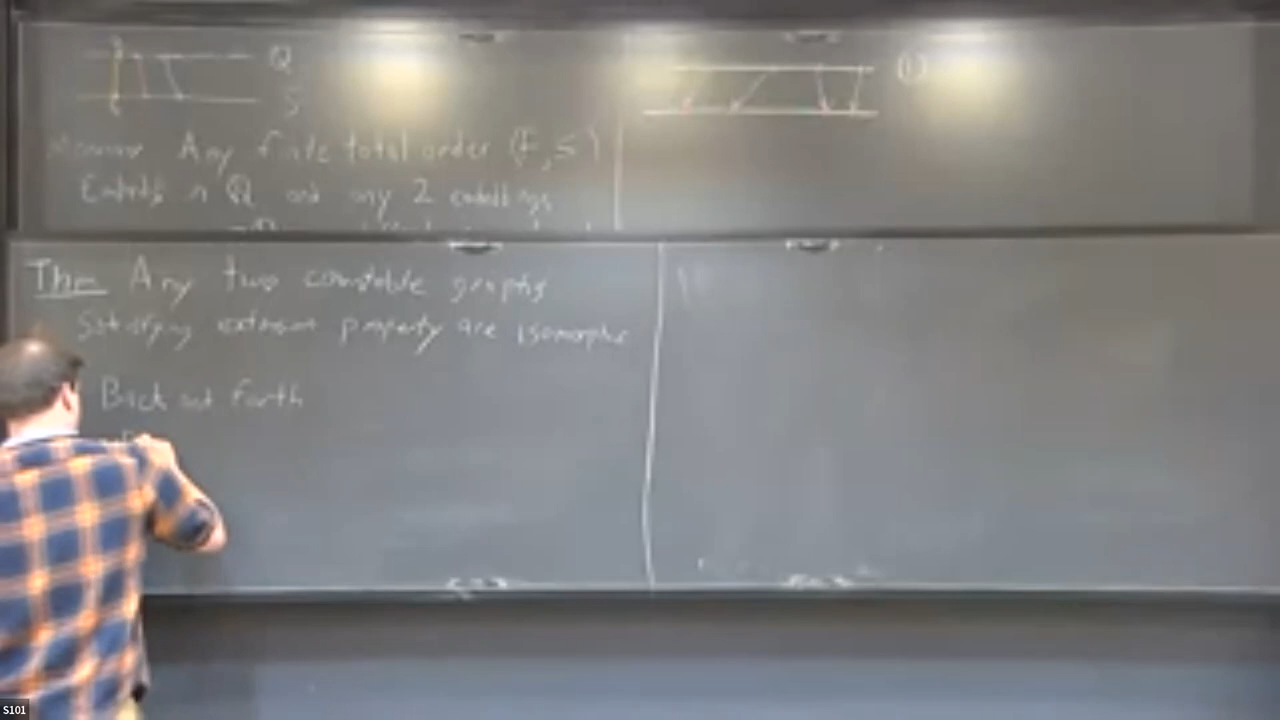 Q
S
Any finite total order (F, ≤)
Embeds in Q and any 2 embeddings
(1)
Thm Any two countable graphs
satisfying extension property are isomorphic
Back and forth
S101